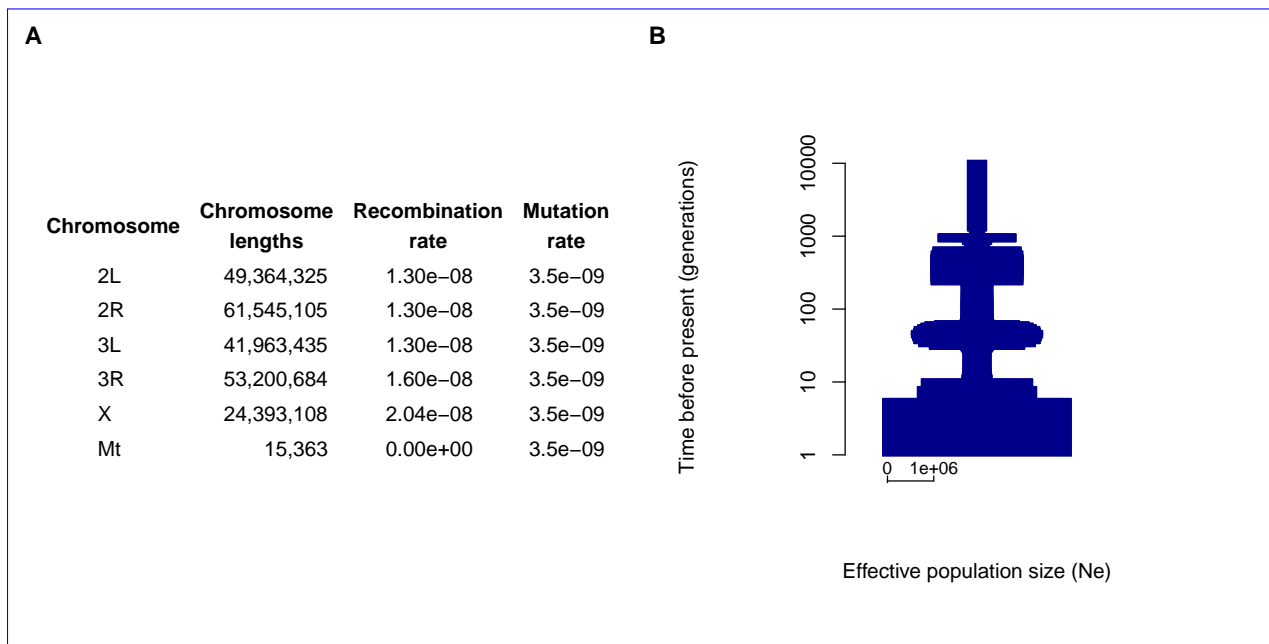 A
B
Chromosome Chromosome lengths Recombination rate Mutation rate
2L 49,364,325 1.30e−08 3.5e−09
2R 61,545,105 1.30e−08 3.5e−09
3L 41,963,435 1.30e−08 3.5e−09
3R 53,200,684 1.60e−08 3.5e−09
X 24,393,108 2.04e−08 3.5e−09
Mt 15,363 0.00e+00 3.5e−09
Time before present (generations)
10000
1000
100
10
1
0 1e+06
Effective population size (Ne)